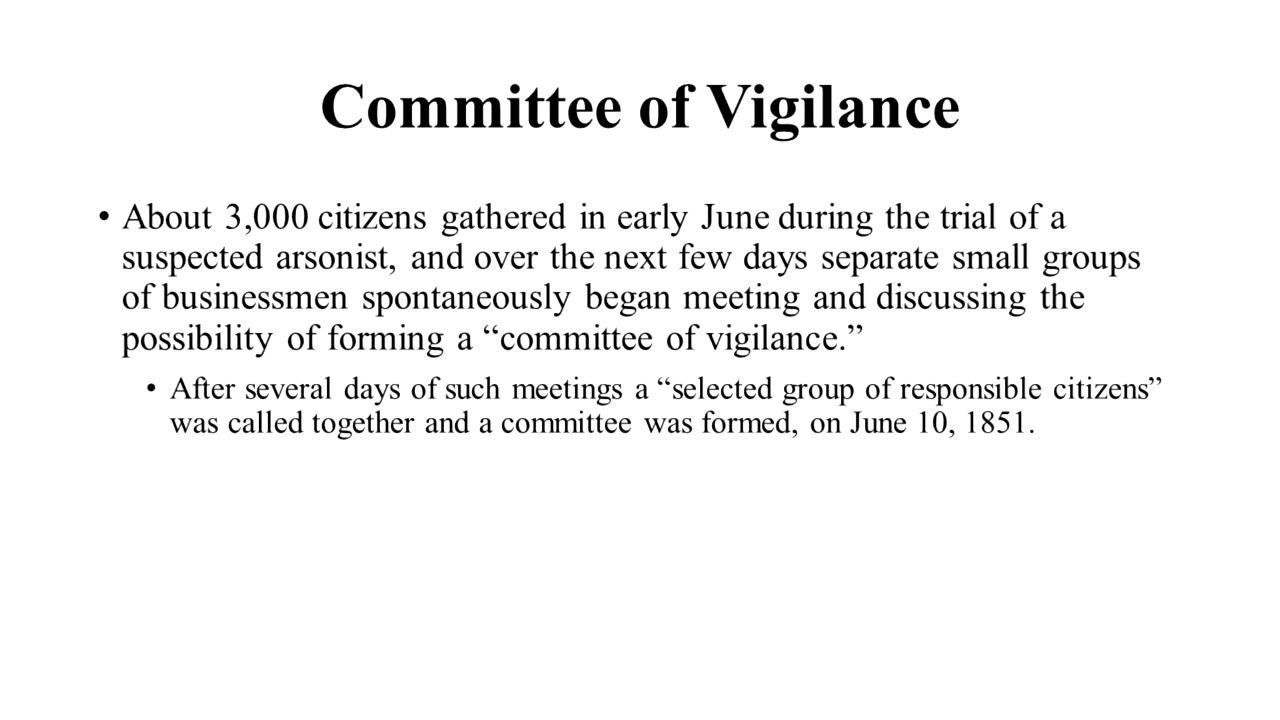 Committee of Vigilance
• About 3,000 citizens gathered in early June during the trial of a
suspected arsonist, and over the next few days separate small groups
of businessmen spontaneously began meeting and discussing the
possibility of forming a “committee of vigilance.”
• After several days of such meetings a “selected group of responsible citizens”
was called together and a committee was formed, on June 10, 1851.